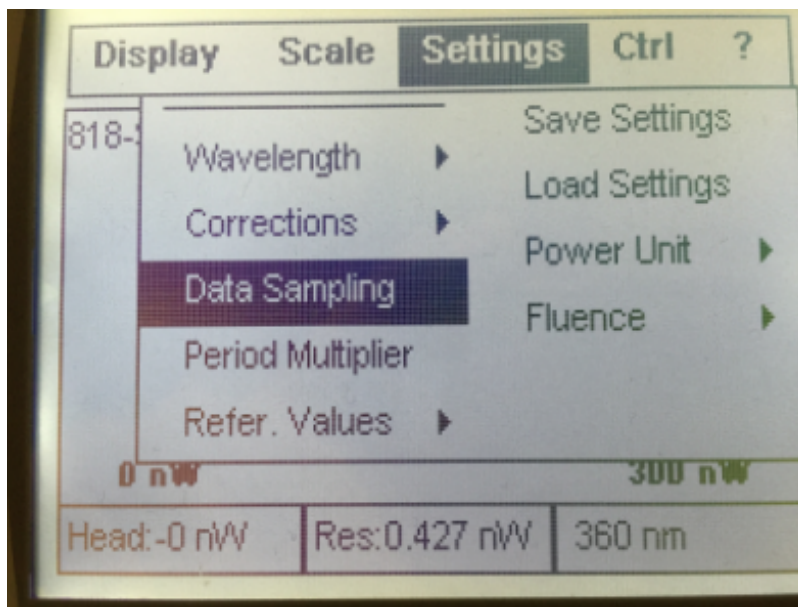 Display Scale Settings Ctrl ?
818-
Wavelength
Corrections
Data Sampling
Period Multiplier
Refer. Values
Save Settings
Load Settings
Power Unit
Fluence
0 nW 300 nW
Head:-0 nW Res:0.427 nW 360 nm